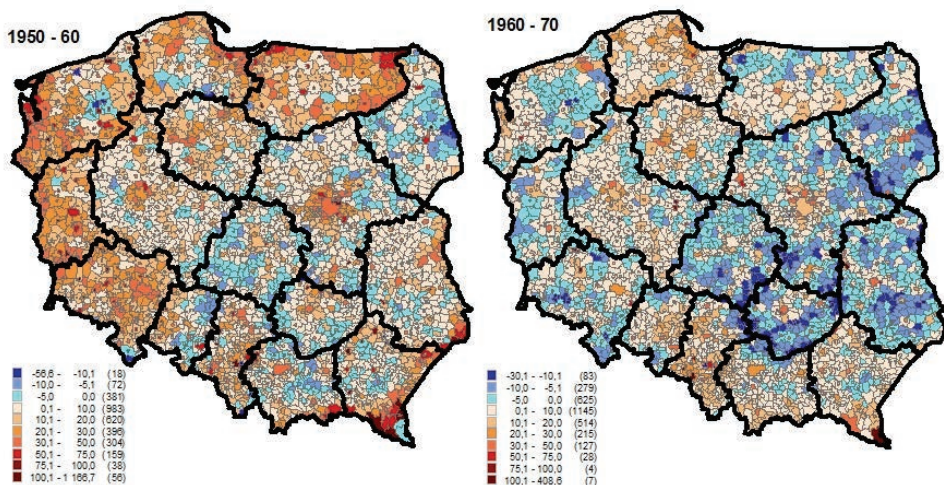 1950 - 60
-56,6 - -10,1 (18)
-10,0 - -5,1 (72)
-5,0 0,0 (381)
0,1 - 10,0 (983)
10,1 - 20,0 (620)
20,1 - 30,0 (396)
30,1 - 50,0 (304)
50,1 - 75,0 (159)
75,1 - 100,0 (38)
100,1 - 1 166,7 (56)
1960 - 70
-30,1 - -10,1 (83)
-10,0 - -5,1 (279)
-5,0 0,0 (625)
0,1 - 10,0 (1145)
10,1 - 20,0 (514)
20,1 - 30,0 (215)
30,1 - 50,0 (127)
50,1 - 75,0 (28)
75,1 - 100,0 (4)
100,1 - 408,6 (7)